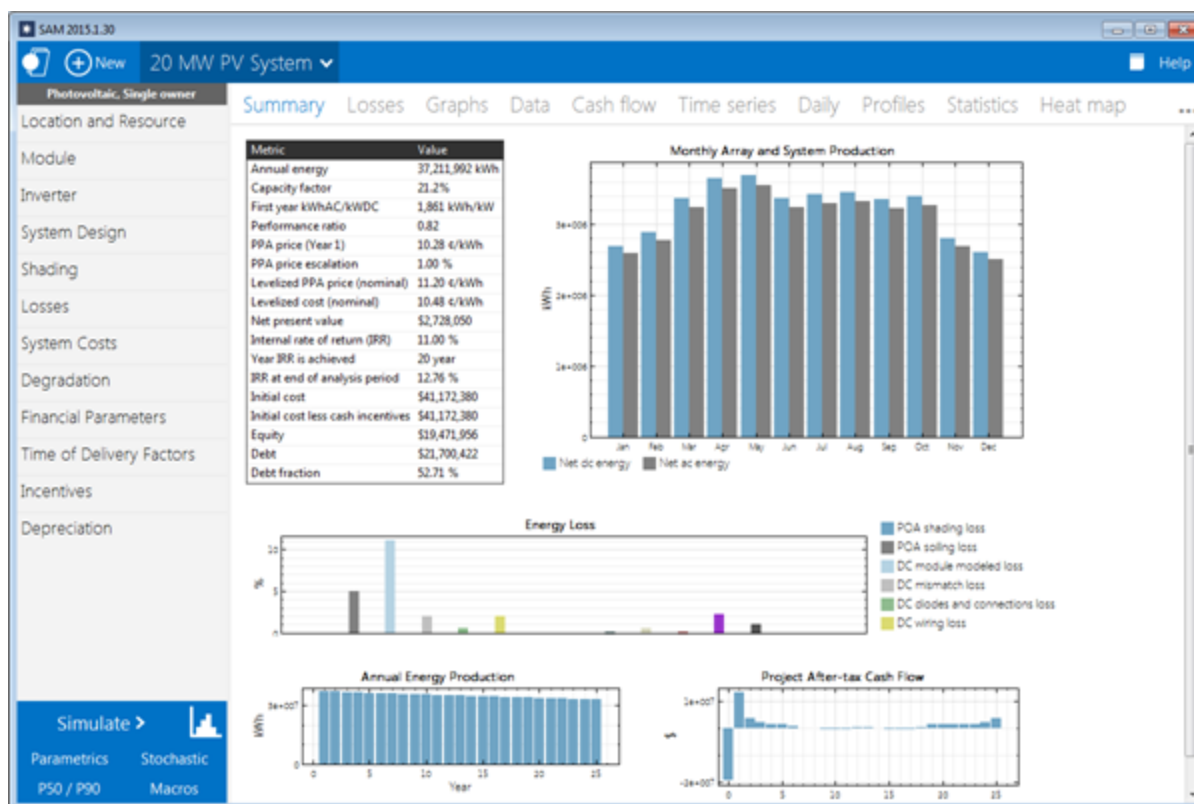 SAM 2015.1.30
New 20 MW PV System Help
Photovoltaic, Single owner
Location and Resource
Module
Inverter
System Design
Shading
Losses
System Costs
Degradation
Financial Parameters
Time of Delivery Factors
Incentives
Depreciation
Simulate >
Parametrics Stochastic
P50 / P90 Macros
Summary Losses Graphs Data Cash flow Time series Daily Profiles Statistics Heat map ...
Metric Value
Annual energy 37,211,992 kWh
Capacity factor 21.2%
First year kWhAC/kWDC 1,861 kWh/kW
Performance ratio 0.82
PPA price (Year 1) 10.28 ¢/kWh
PPA price escalation 1.00 %
Levelized PPA price (nominal) 11.20 ¢/kWh
Levelized cost (nominal) 10.48 ¢/kWh
Net present value $2,728,050
Internal rate of return (IRR) 11.00 %
Year IRR is achieved 20 year
IRR at end of analysis period 12.76 %
Initial cost $41,172,380
Initial cost less cash incentives $41,172,380
Equity $19,471,956
Debt $21,700,422
Debt fraction 52.71 %
Monthly Array and System Production
3e+006
2e+006
1e+006
0
kWh
Jan Feb Mar Apr May Jun Jul Aug Sep Oct Nov Dec
Net dc energy Net ac energy
Energy Loss
10
5
0
%
POA shading loss
POA soiling loss
DC module modeled loss
DC mismatch loss
DC diodes and connections loss
DC wiring loss
Annual Energy Production
3e+007
0
kWh
0 5 10 15 20 25
Year
Project After-tax Cash Flow
1e+007
-2e+007
$
0 5 10 15 20 25